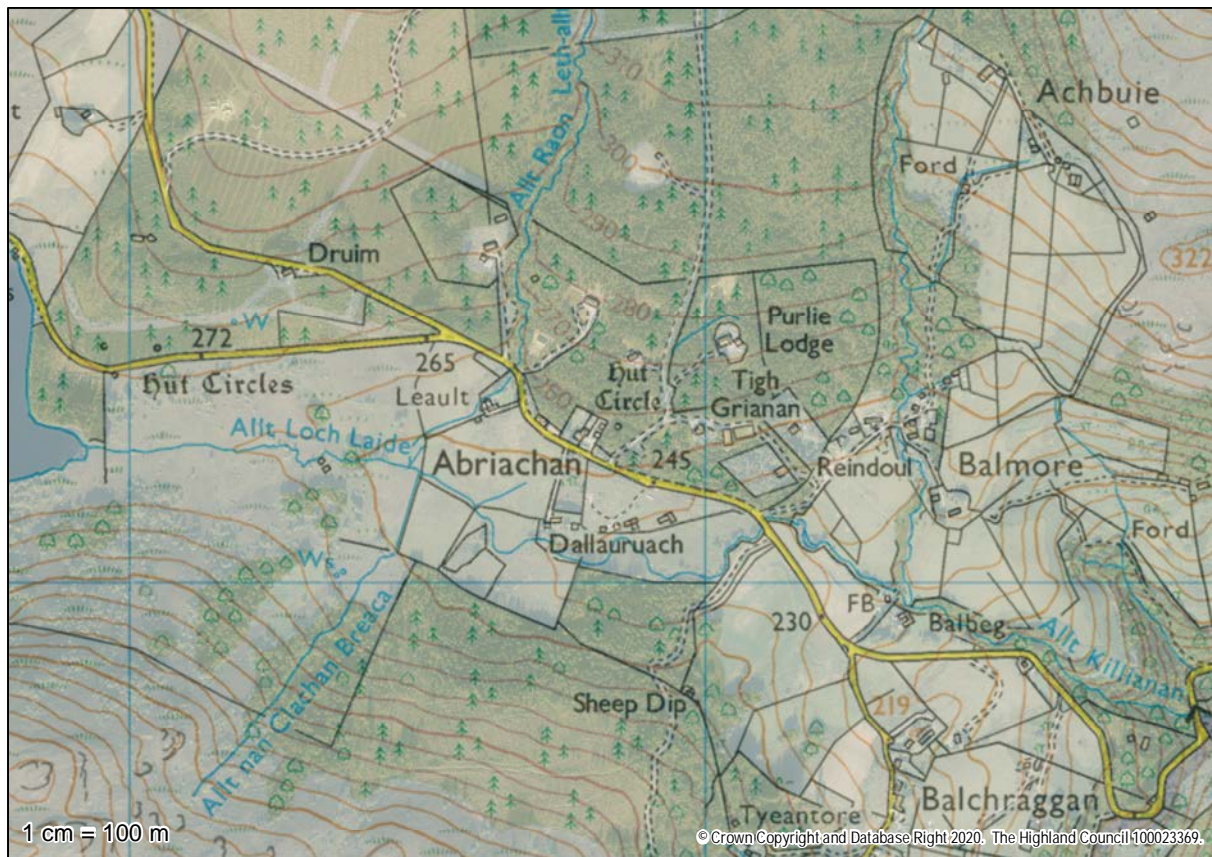 310
Allt Raon Leth-all
Achbuie
t
300
Ford
290
Druim
322
280
270
Purlie
Lodge
W
272
265
Hut Circles
Hut
Circle
Tigh
Grianan
Leault
260
Allt Loch Laide
Abriachan
245
Reindoul
Balmore
Dallauruach
Ford
Ws
FB
Balbeg
230
Allt Killianan
Allt nan Clachan Breaca
Sheep Dip
219
Balchraggan
Tyeantore
1 cm = 100 m
© Crown Copyright and Database Right 2020. The Highland Council 100023369.